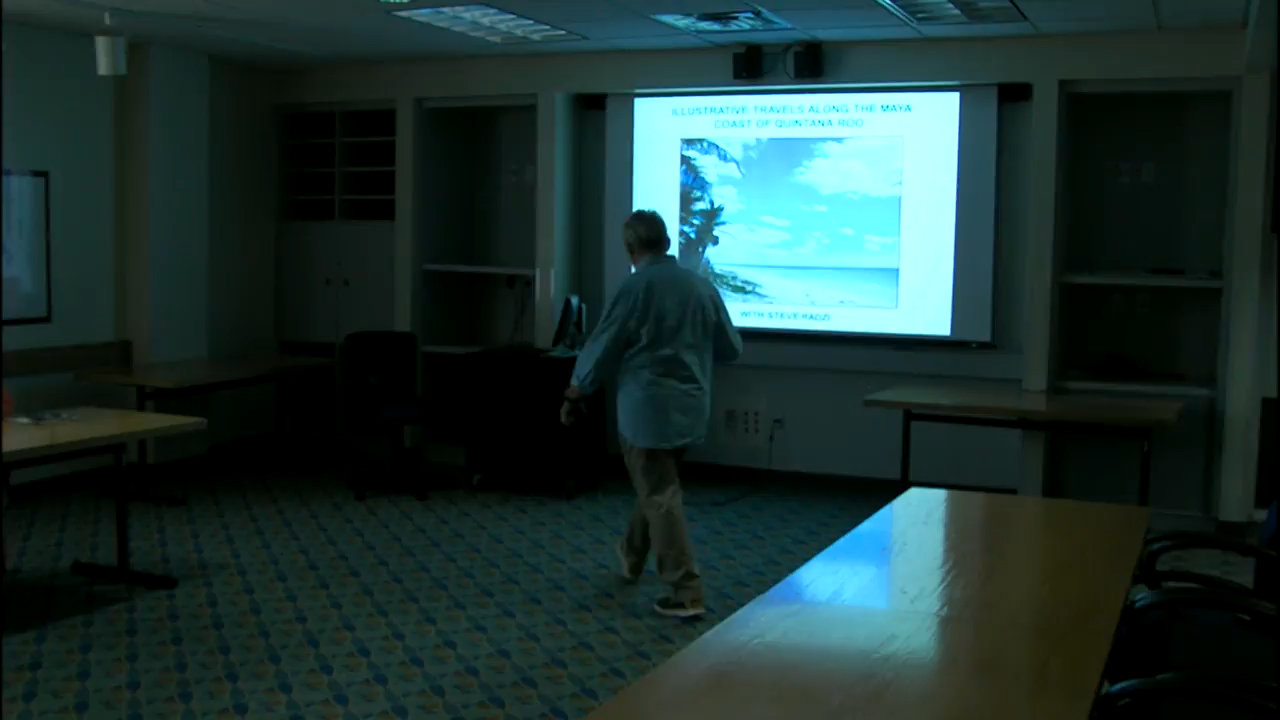 ILLUSTRATIVE TRAVELS ALONG THE MAYA
COAST OF QUINTANA ROO
WITH STEVE RADZI